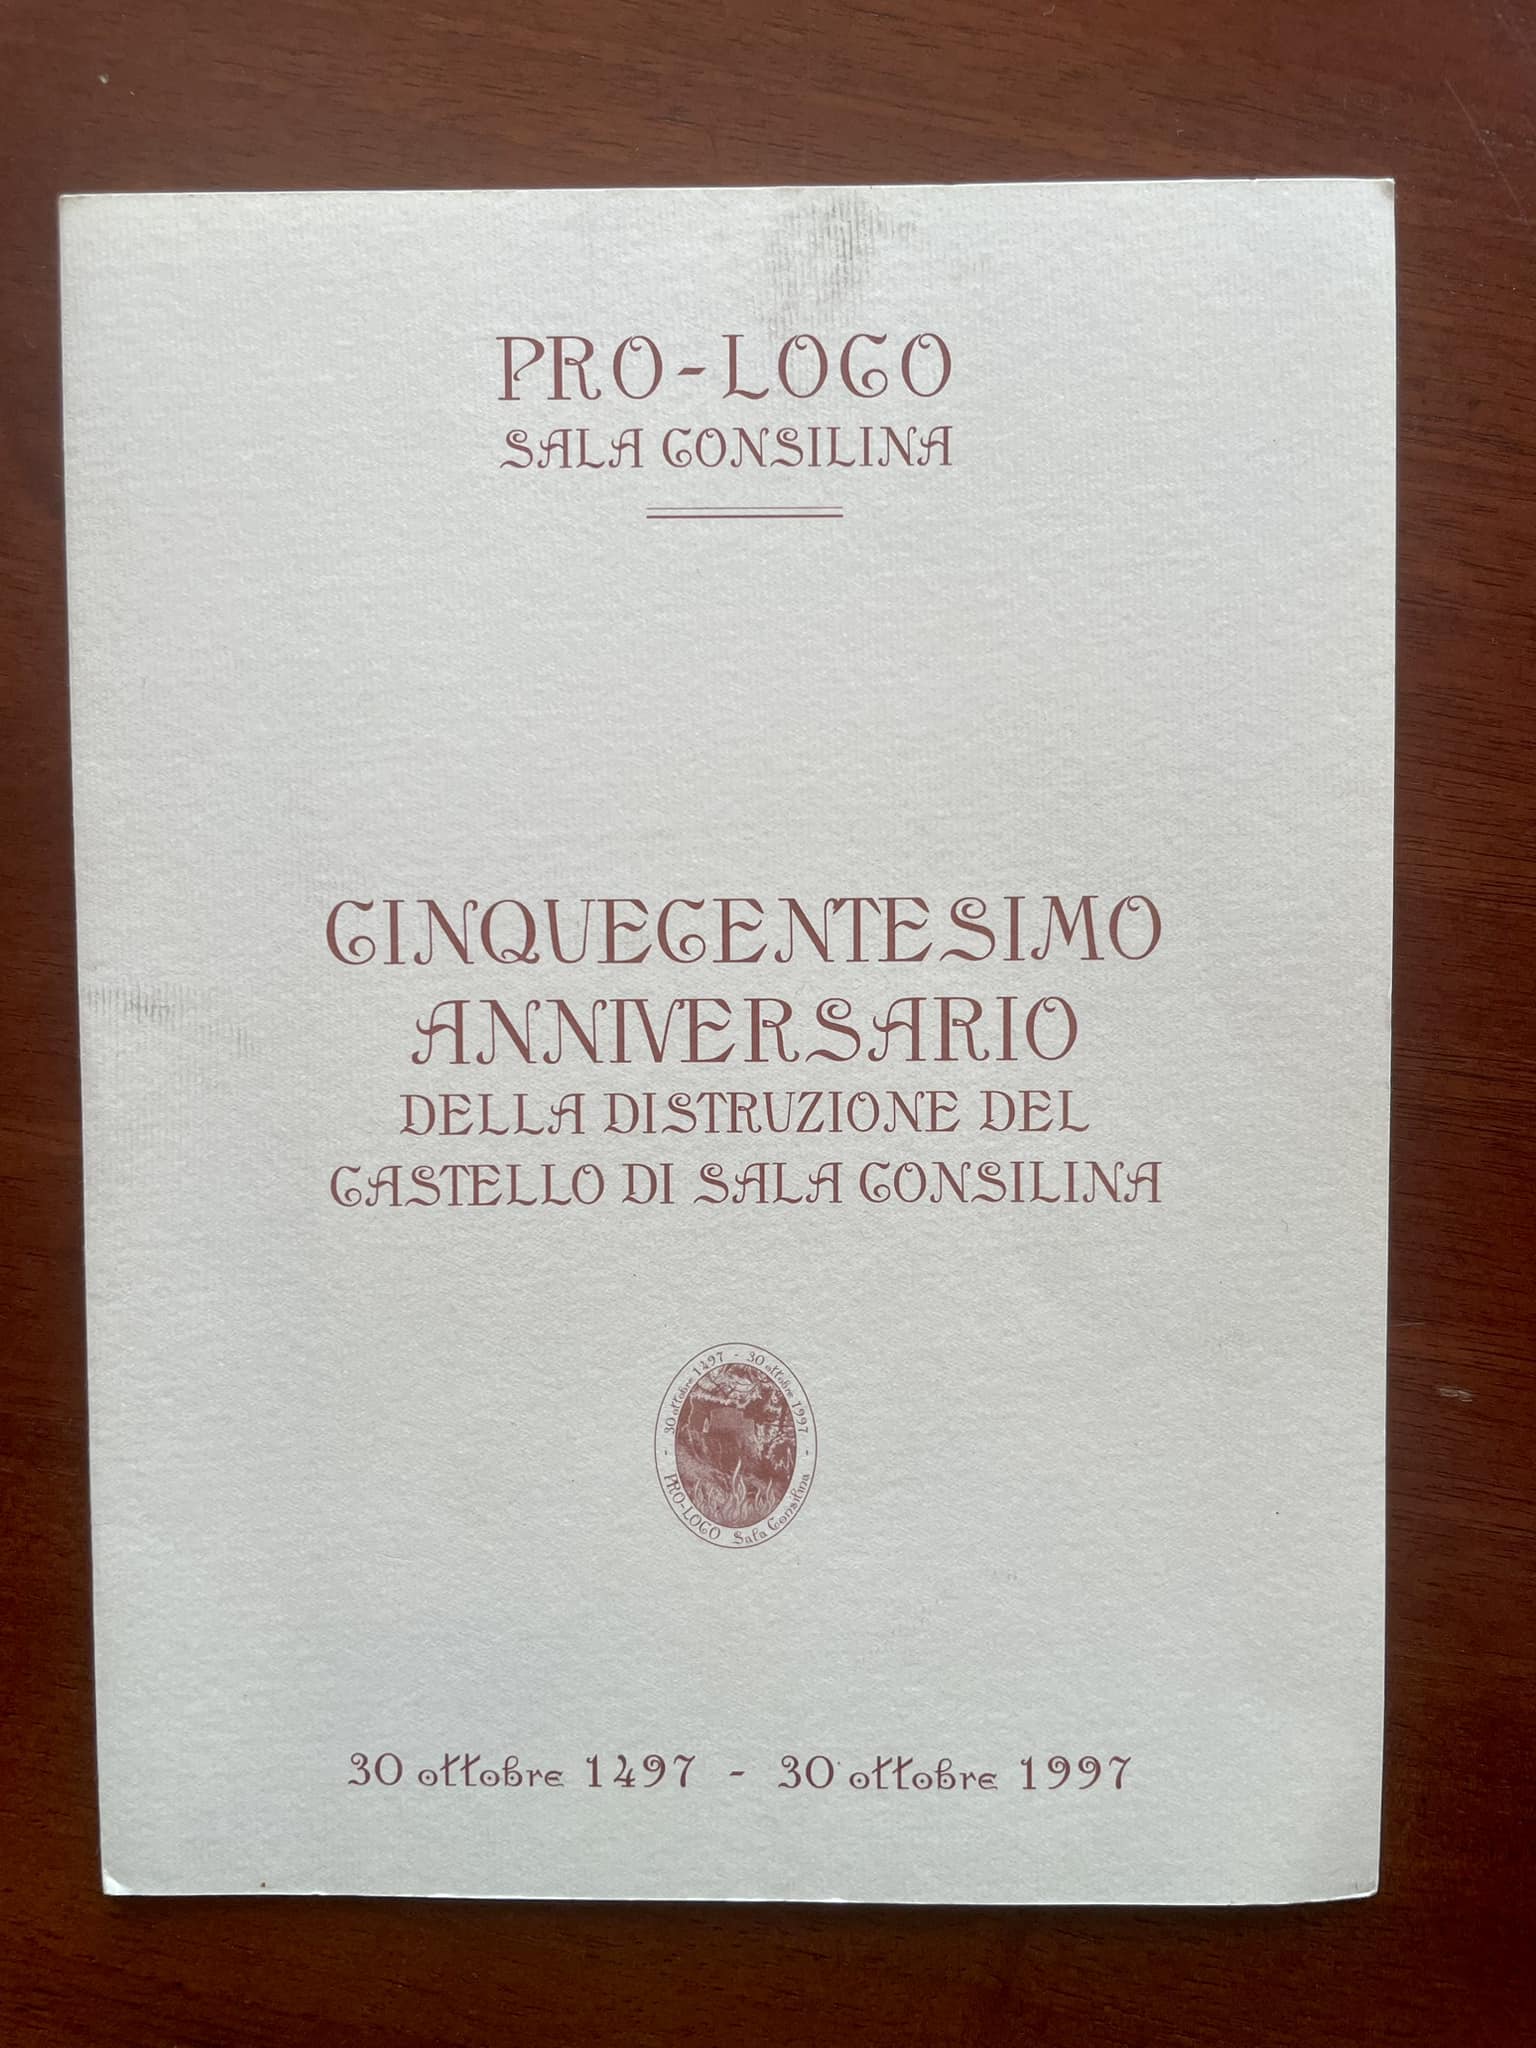 PRO-LOCO
SALA CONSILINA
CINQUECENTESIMO
ANNIVERSARIO
DELLA DISTRUZIONE DEL
CASTELLO DI SALA CONSILINA
- 30 ottobre 1497 - 30 ottobre 1997 -
PRO-LOCO Sala Consilina
30 ottobre 1497 - 30 ottobre 1997